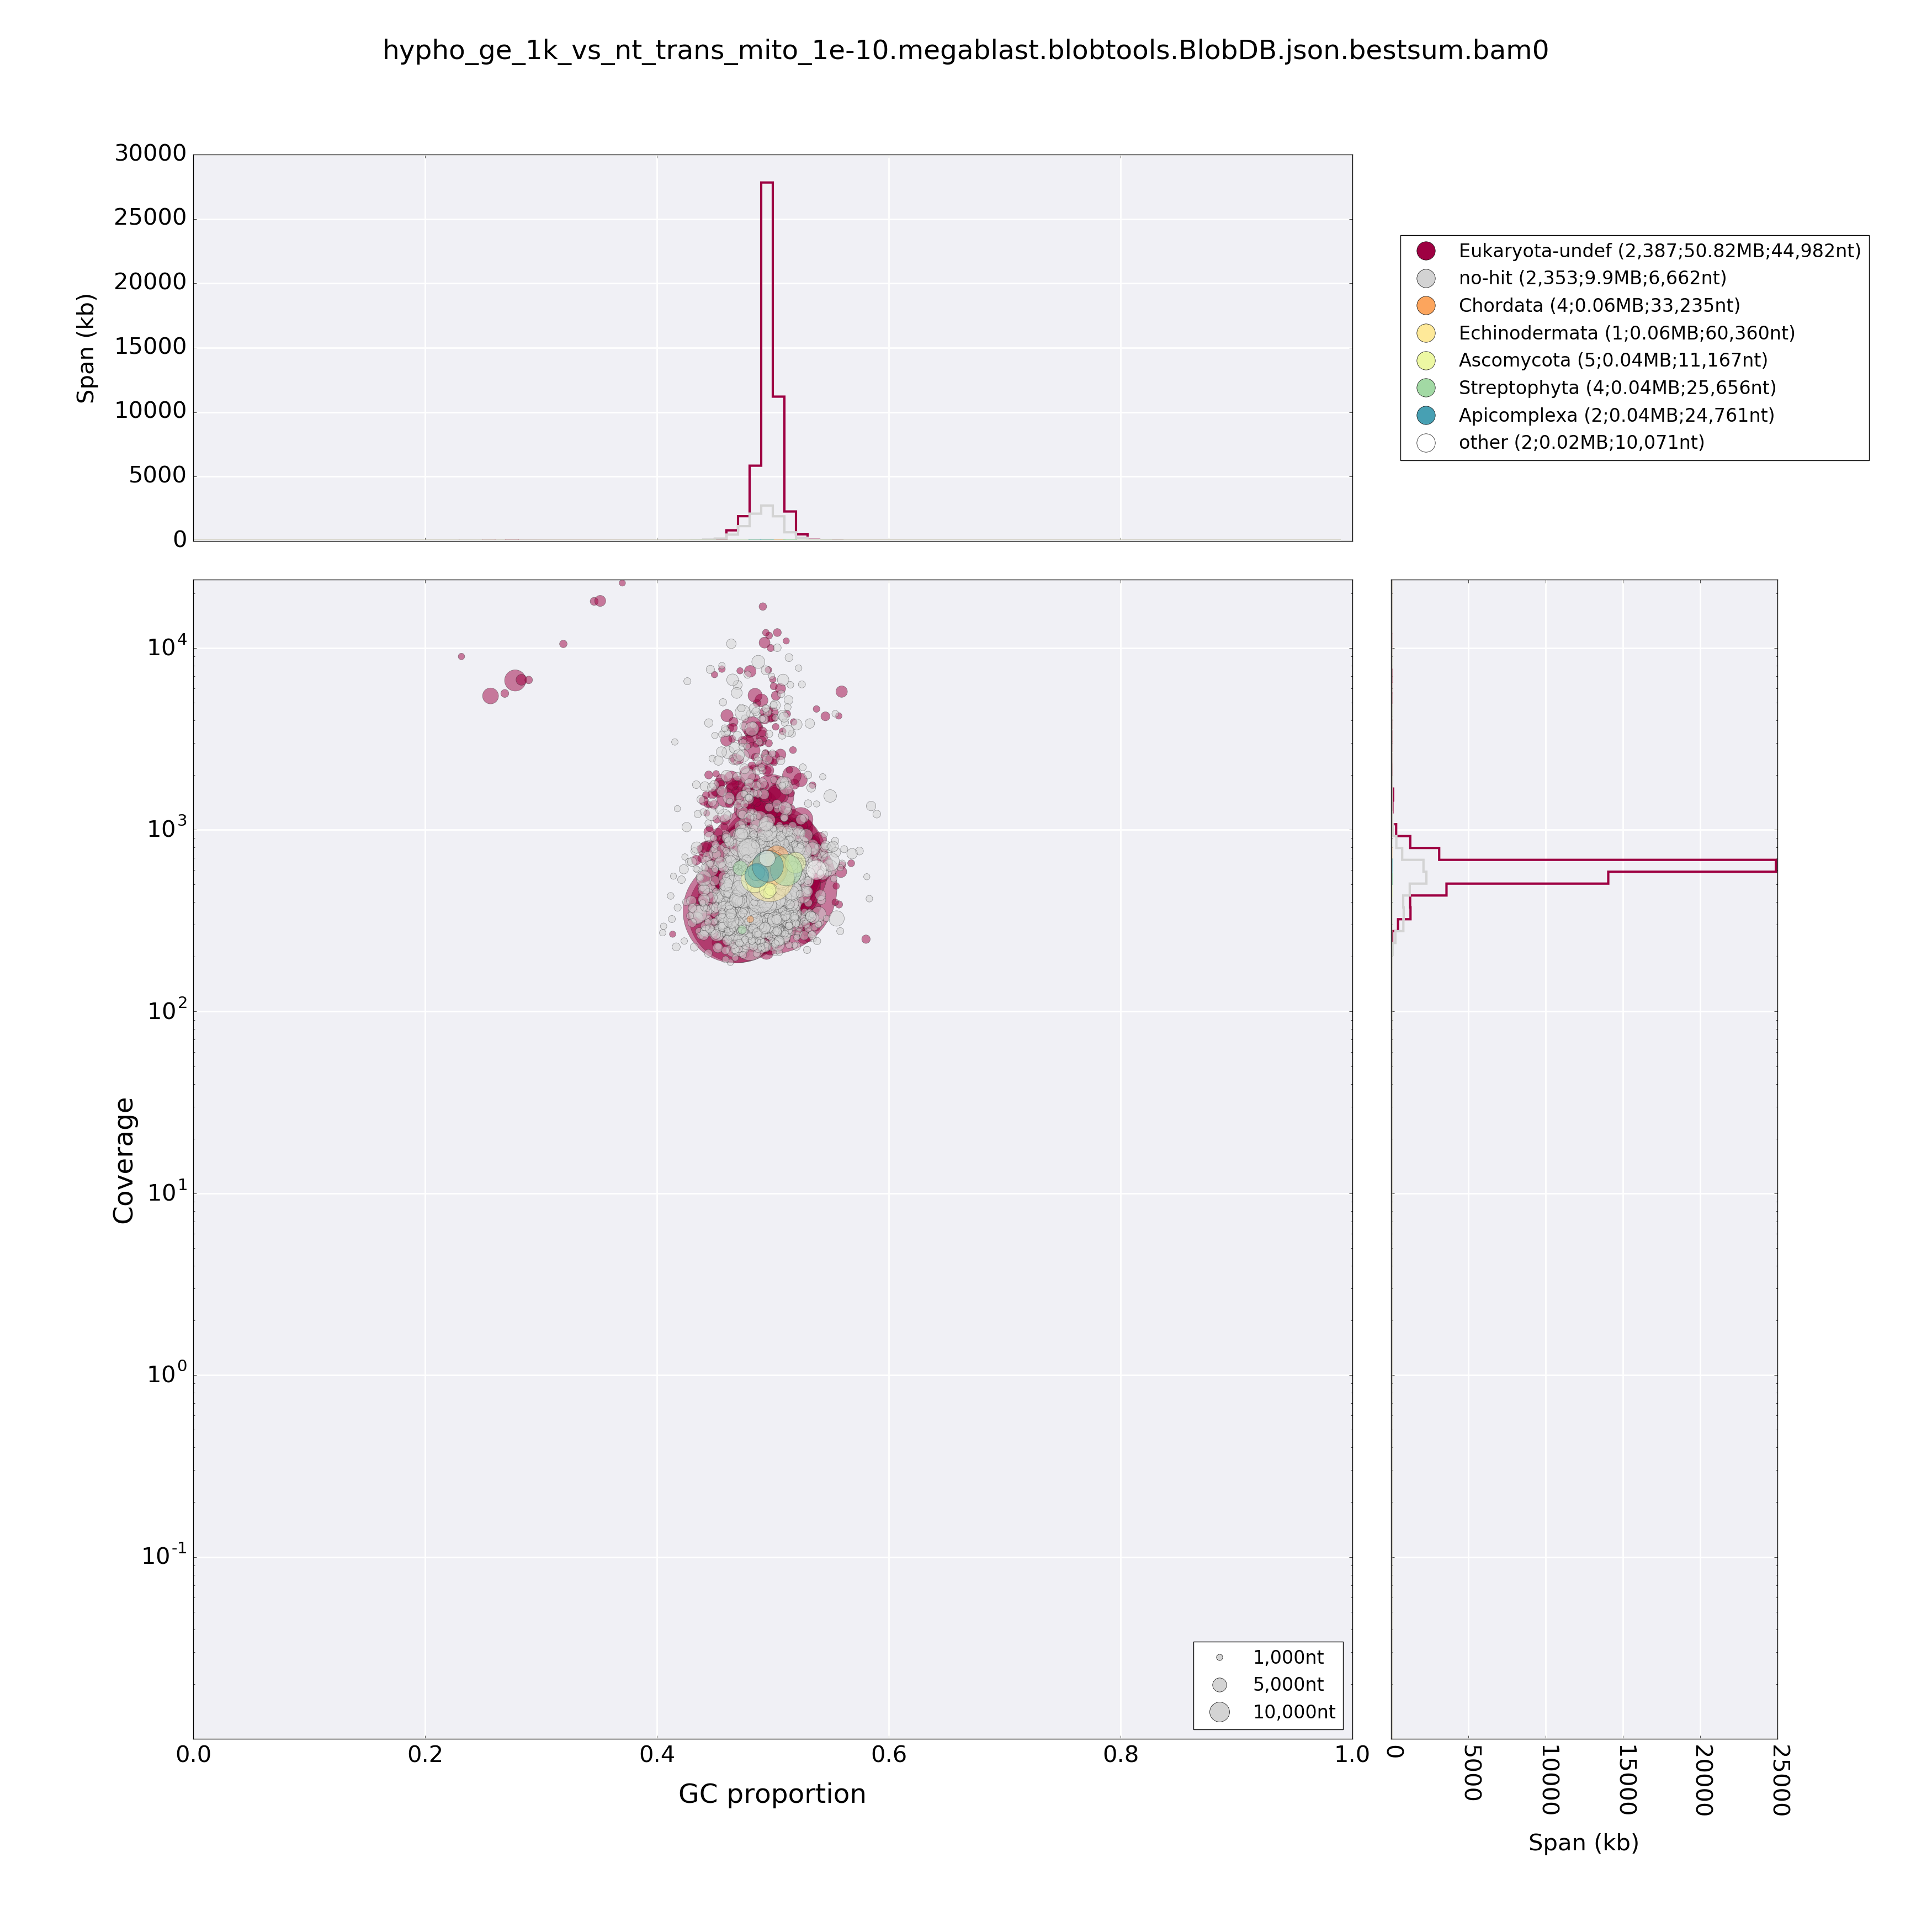 hypho_ge_1k_vs_nt_trans_mito_1e-10.megablast.blobtools.BlobDB.json.bestsum.bam0
30000
25000
20000
15000
10000
5000
0
Span (kb)
Eukaryota-undef (2,387;50.82MB;44,982nt)
no-hit (2,353;9.9MB;6,662nt)
Chordata (4;0.06MB;33,235nt)
Echinodermata (1;0.06MB;60,360nt)
Ascomycota (5;0.04MB;11,167nt)
Streptophyta (4;0.04MB;25,656nt)
Apicomplexa (2;0.04MB;24,761nt)
other (2;0.02MB;10,071nt)
10^4
10^3
10^2
10^1
10^0
10^-1
Coverage
1,000nt
5,000nt
10,000nt
0.0 0.2 0.4 0.6 0.8 1.0
GC proportion
0 5000 10000 15000 20000 25000
Span (kb)